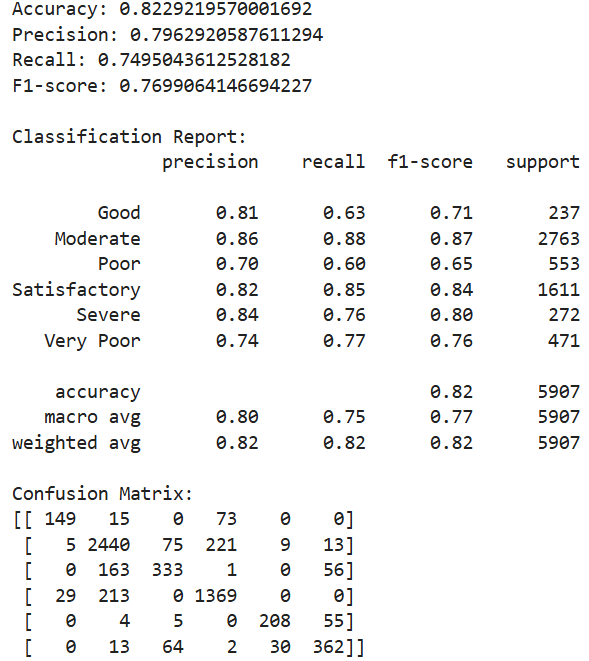 Accuracy: 0.8229219570001692
Precision: 0.7962920587611294
Recall: 0.7495043612528182
F1-score: 0.7699064146694227
Classification Report:
precision recall f1-score support
Good 0.81 0.63 0.71 237
Moderate 0.86 0.88 0.87 2763
Poor 0.70 0.60 0.65 553
Satisfactory 0.82 0.85 0.84 1611
Severe 0.84 0.76 0.80 272
Very Poor 0.74 0.77 0.76 471
accuracy 0.82 5907
macro avg 0.80 0.75 0.77 5907
weighted avg 0.82 0.82 0.82 5907
Confusion Matrix:
[[ 149 15 0 73 0 0]
[ 5 2440 75 221 9 13]
[ 0 163 333 1 0 56]
[ 29 213 0 1369 0 0]
[ 0 4 5 0 208 55]
[ 0 13 64 2 30 362]]